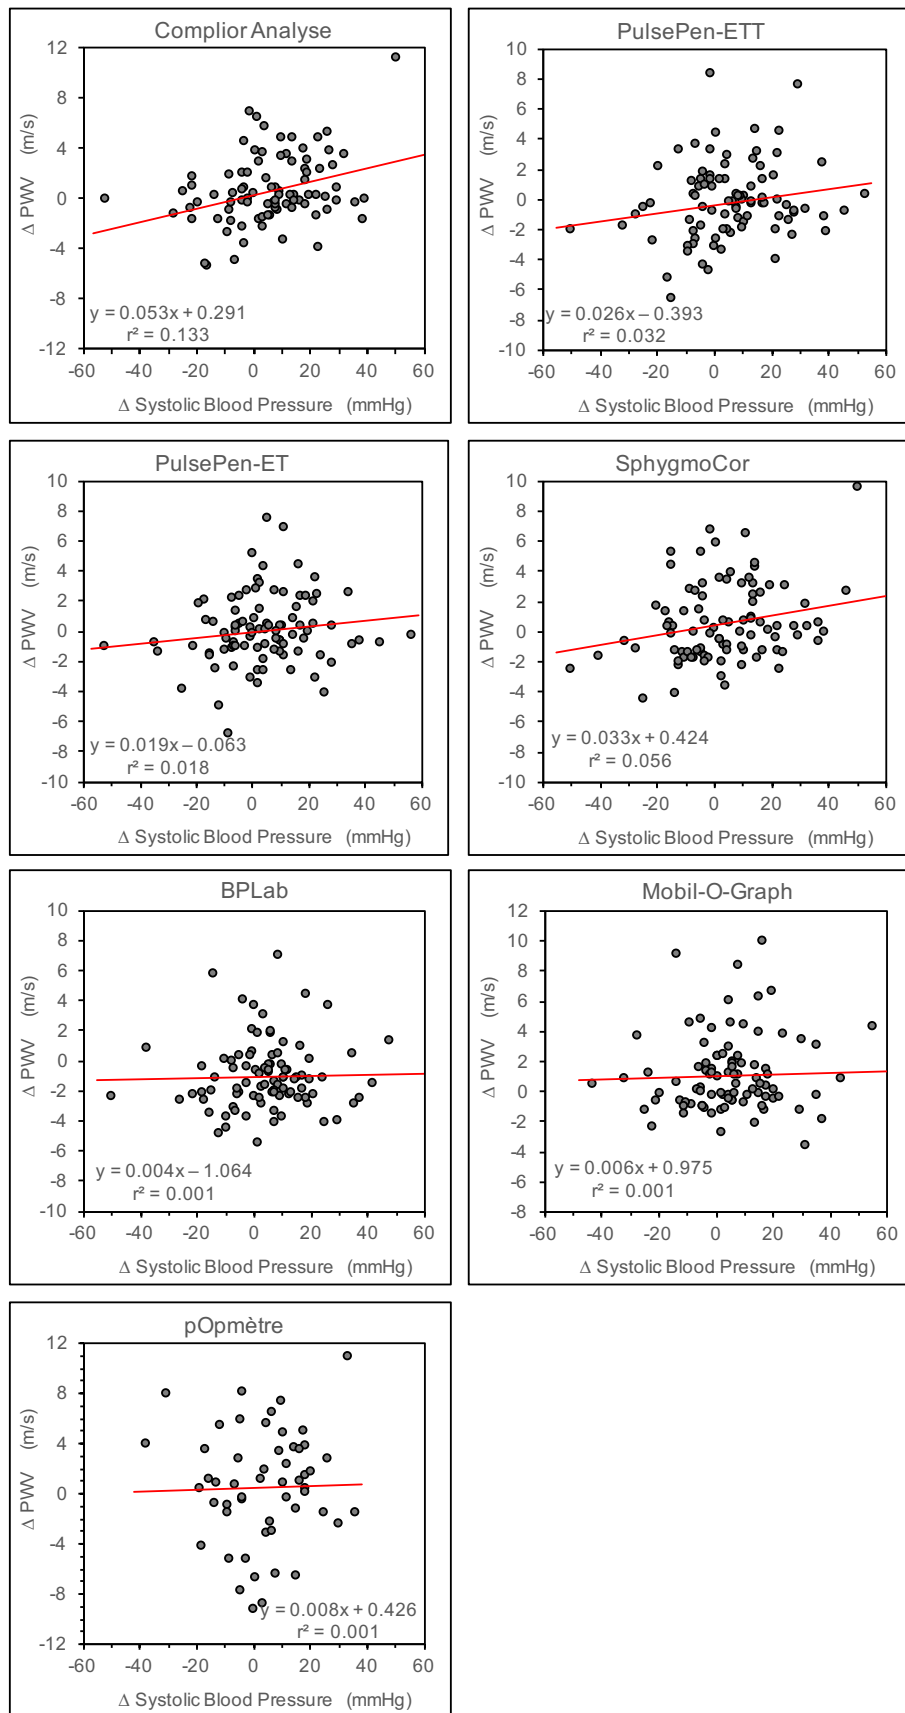 Complior Analyse
12
8
4
0
-4
-8
-12
Δ PWV (m/s)
y = 0.053x + 0.291
r² = 0.133
-60 -40 -20 0 20 40 60
Δ Systolic Blood Pressure (mmHg)
PulsePen-ETT
10
8
6
4
2
0
-2
-4
-6
-8
-10
Δ PWV (m/s)
y = 0.026x – 0.393
r² = 0.032
-60 -40 -20 0 20 40 60
Δ Systolic Blood Pressure (mmHg)
PulsePen-ET
10
8
6
4
2
0
-2
-4
-6
-8
-10
Δ PWV (m/s)
y = 0.019x – 0.063
r² = 0.018
-60 -40 -20 0 20 40 60
Δ Systolic Blood Pressure (mmHg)
SphygmoCor
10
8
6
4
2
0
-2
-4
-6
-8
-10
Δ PWV (m/s)
y = 0.033x + 0.424
r² = 0.056
-60 -40 -20 0 20 40 60
Δ Systolic Blood Pressure (mmHg)
BPLab
10
8
6
4
2
-0
-2
-4
-6
-8
-10
Δ PWV (m/s)
y = 0.004x – 1.064
r² = 0.001
-60 -40 -20 0 20 40 60
Δ Systolic Blood Pressure (mmHg)
Mobil-O-Graph
12
10
8
6
4
2
0
-2
-4
-6
-8
Δ PWV (m/s)
y = 0.006x + 0.975
r² = 0.001
-60 -40 -20 0 20 40 60
Δ Systolic Blood Pressure (mmHg)
pOpmètre
12
8
4
0
-4
-8
-12
Δ PWV (m/s)
y = 0.008x + 0.426
r² = 0.001
-60 -40 -20 0 20 40 60
Δ Systolic Blood Pressure (mmHg)